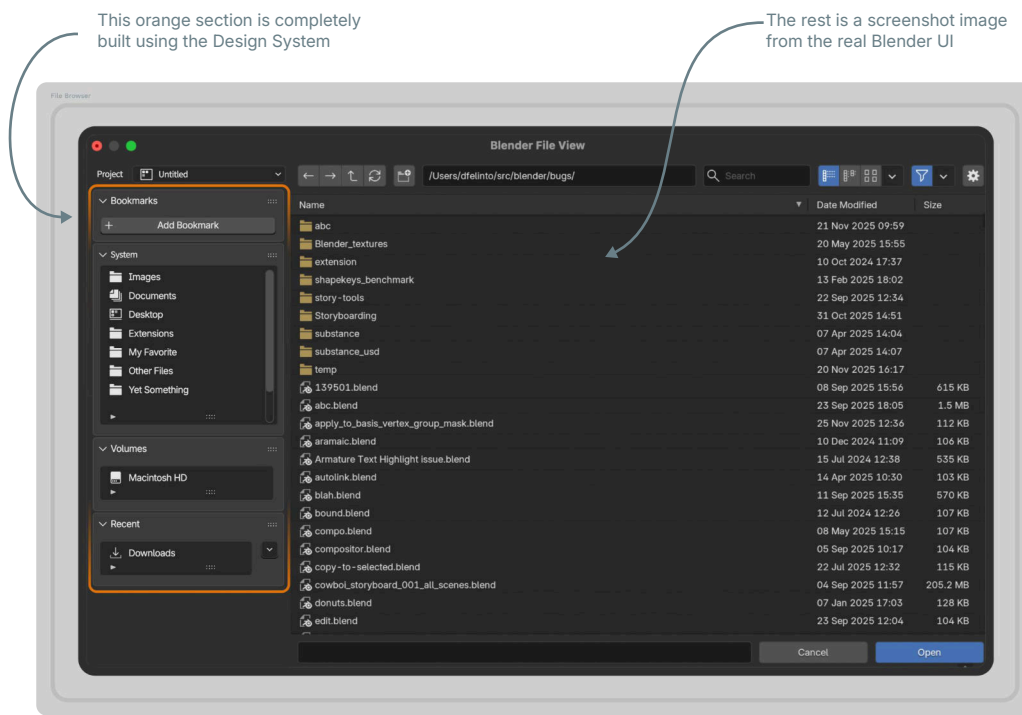 This orange section is completely
built using the Design System
The rest is a screenshot image
from the real Blender UI
File Browser
Blender File View
Project Untitled
/Users/dfelinto/src/blender/bugs/
Search
Bookmarks
Add Bookmark
System
Images
Documents
Desktop
Extensions
My Favorite
Other Files
Yet Something
Volumes
Macintosh HD
Recent
Downloads
Name Date Modified Size
abc 21 Nov 2025 09:59
Blender_textures 20 May 2025 15:55
extension 10 Oct 2024 17:37
shapekeys_benchmark 13 Feb 2025 18:02
story-tools 22 Sep 2025 12:34
Storyboarding 31 Oct 2025 14:51
substance 07 Apr 2025 14:04
substance_usd 07 Apr 2025 14:07
temp 20 Nov 2025 16:17
139501.blend 08 Sep 2025 15:56 615 KB
abc.blend 23 Sep 2025 18:05 1.5 MB
apply_to_basis_vertex_group_mask.blend 25 Nov 2025 12:36 112 KB
aramaic.blend 10 Dec 2024 11:09 106 KB
Armature Text Highlight issue.blend 15 Jul 2024 12:38 535 KB
autolink.blend 14 Apr 2025 10:30 103 KB
blah.blend 11 Sep 2025 15:35 570 KB
bound.blend 12 Jul 2024 12:26 107 KB
compo.blend 08 May 2025 15:15 107 KB
compositor.blend 05 Sep 2025 10:17 104 KB
copy-to-selected.blend 22 Jul 2025 12:32 115 KB
cowboi_storyboard_001_all_scenes.blend 04 Sep 2025 11:57 205.2 MB
donuts.blend 07 Jan 2025 17:03 128 KB
edit.blend 23 Sep 2025 12:04 104 KB
Cancel Open